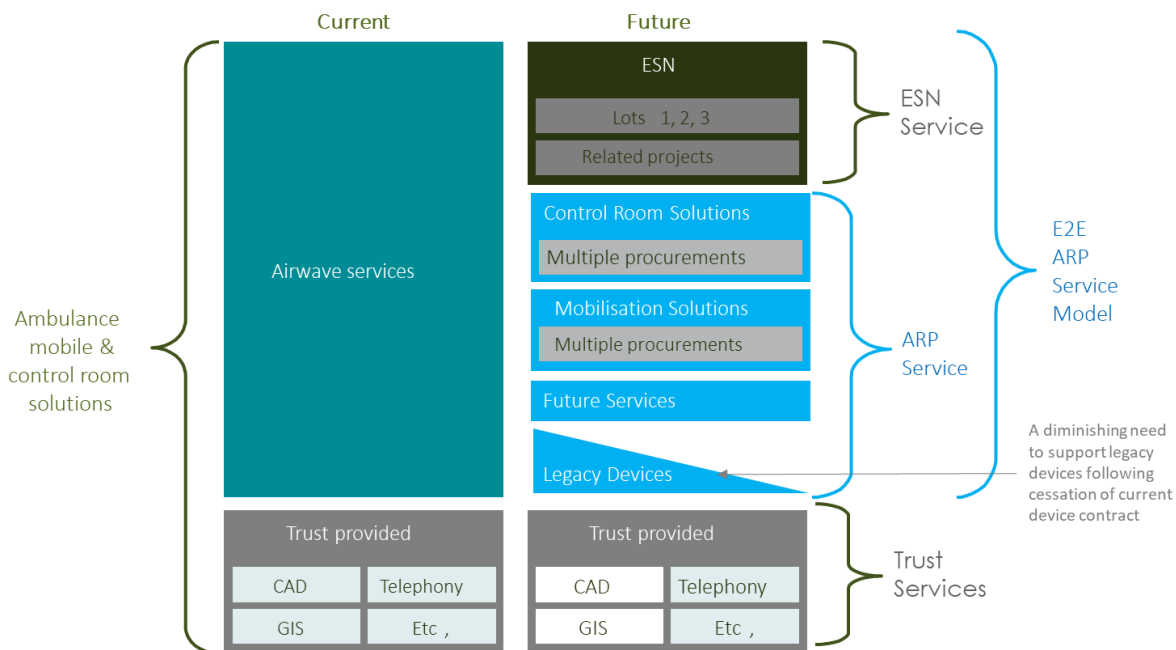 Current
Future
Ambulance
mobile &
control room
solutions
Airwave services
Trust provided
CAD
Telephony
GIS
Etc ,
ESN
Lots 1, 2, 3
Related projects
Control Room Solutions
Multiple procurements
Mobilisation Solutions
Multiple procurements
Future Services
Legacy Devices
Trust provided
CAD
Telephony
GIS
Etc ,
ESN
Service
ARP
Service
Trust
Services
E2E
ARP
Service
Model
A diminishing need
to support legacy
devices following
cessation of current
device contract